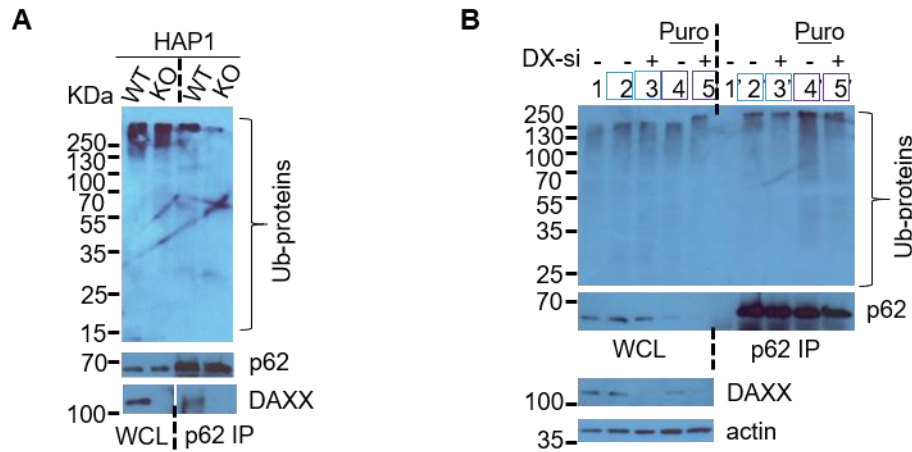 A
HAP1
WT KO WT KO
KDa
250
130
100
70
55
35
25
15
Ub-proteins
70
p62
100
DAXX
WCL p62 IP
B
Puro Puro
DX-si - - + - + - - + - +
1 2 3 4 5 1' 2' 3' 4' 5'
250
130
100
70
55
35
25
Ub-proteins
70
p62
WCL p62 IP
100
DAXX
35
actin